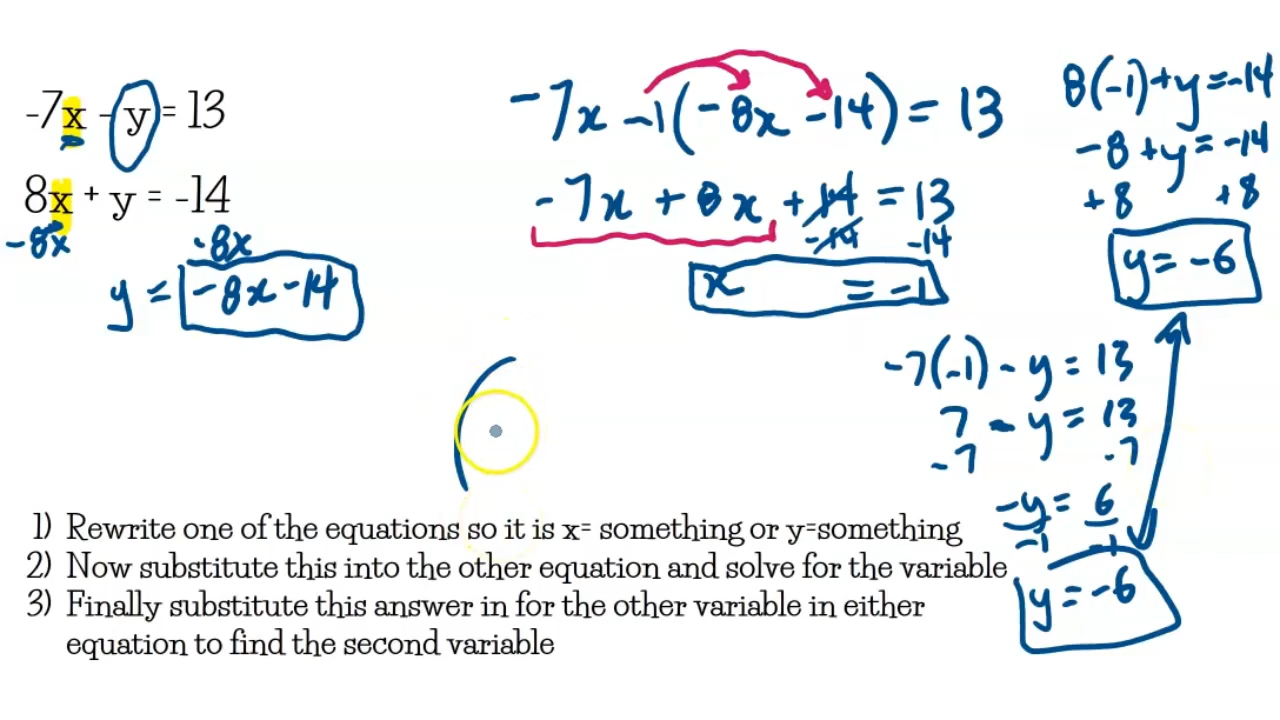 -7x - y = 13
8x + y = -14
-8x -8x
y = -8x - 14
-7x -1(-8x -14) = 13
-7x + 8x + 14 = 13
-14 -14
x = -1
8(-1) + y = -14
-8 + y = -14
+8 +8
y = -6
-7(-1) - y = 13
7 - y = 13
-7 -7
-y = 6
-1 -1
y = -6
(
1) Rewrite one of the equations so it is x= something or y=something
2) Now substitute this into the other equation and solve for the variable
3) Finally substitute this answer in for the other variable in either
equation to find the second variable